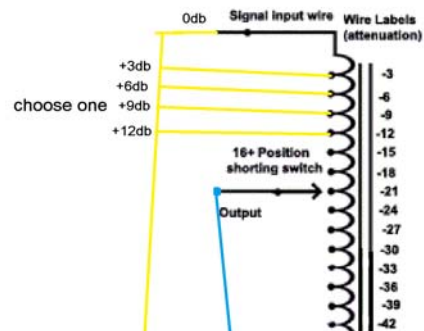 0db
Signal input wire
Wire Labels
(attenuation)
+3db
+6db
choose one
+9db
+12db
-3
-6
-9
-12
-15
16+ Position
shorting switch
-18
-21
Output
-24
-27
-30
-33
-36
-39
-42